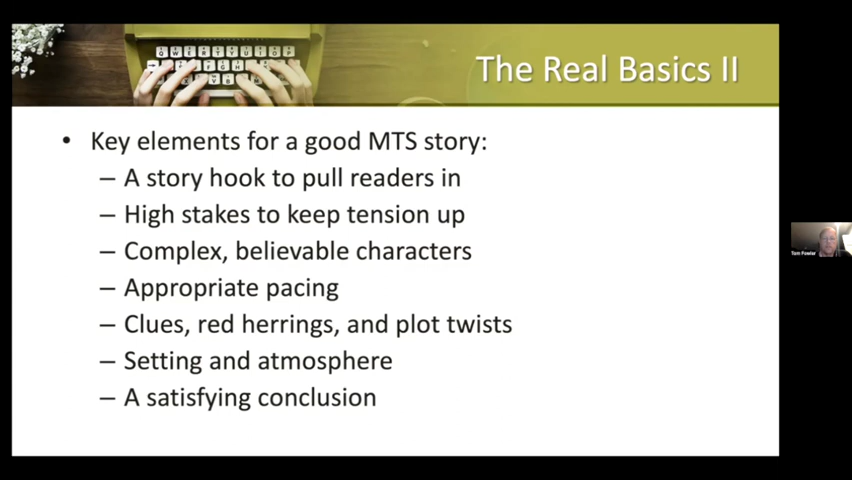 The Real Basics II
• Key elements for a good MTS story:
– A story hook to pull readers in
– High stakes to keep tension up
– Complex, believable characters
– Appropriate pacing
– Clues, red herrings, and plot twists
– Setting and atmosphere
– A satisfying conclusion
Tom Fowler